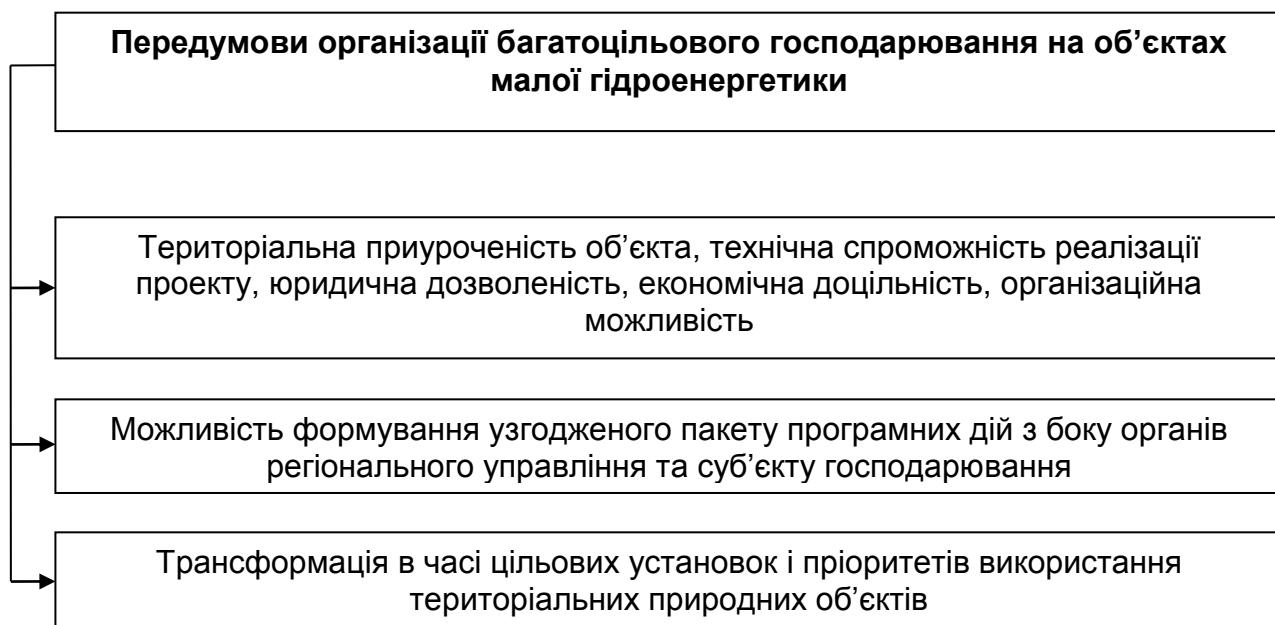 Передумови організації багатоцільового господарювання на об’єктах
малої гідроенергетики
Територіальна приуроченість об’єкта, технічна спроможність реалізації
проекту, юридична дозволеність, економічна доцільність, організаційна
можливість
Можливість формування узгодженого пакету програмних дій з боку органів
регіонального управління та суб’єкту господарювання
Трансформація в часі цільових установок і пріоритетів використання
територіальних природних об’єктів